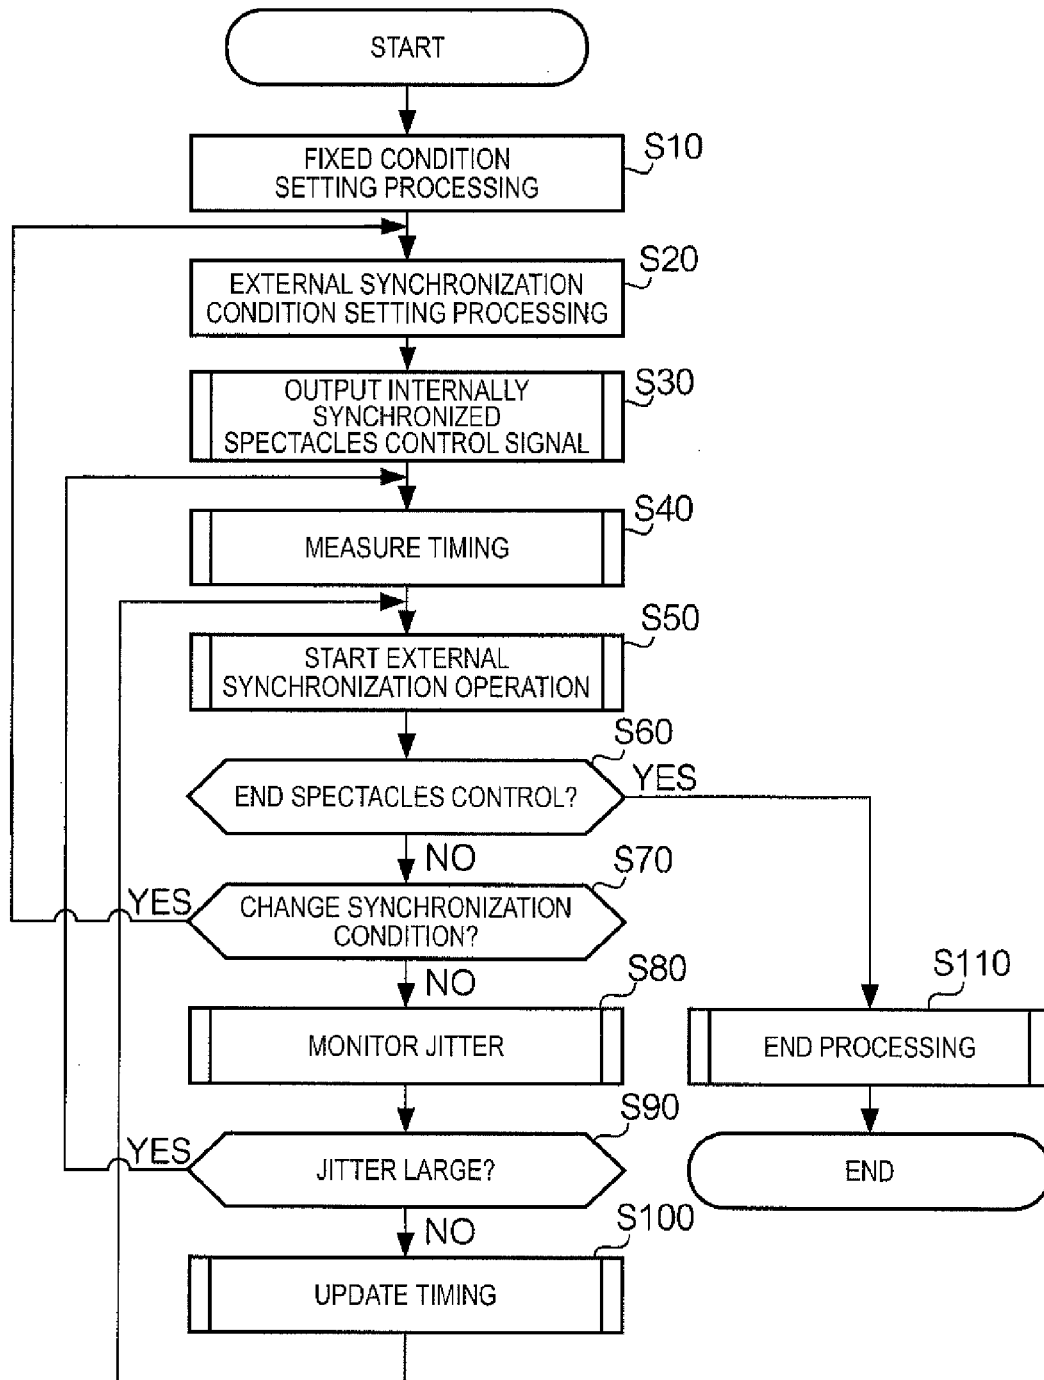 START
FIXED CONDITION
SETTING PROCESSING
S10
EXTERNAL SYNCHRONIZATION
CONDITION SETTING PROCESSING
S20
OUTPUT INTERNALLY
SYNCHRONIZED
SPECTACLES CONTROL SIGNAL
S30
MEASURE TIMING
S40
START EXTERNAL
SYNCHRONIZATION OPERATION
S50
END SPECTACLES CONTROL?
S60
YES
NO
CHANGE SYNCHRONIZATION
CONDITION?
S70
YES
NO
MONITOR JITTER
S80
END PROCESSING
S110
JITTER LARGE?
S90
YES
NO
END
UPDATE TIMING
S100